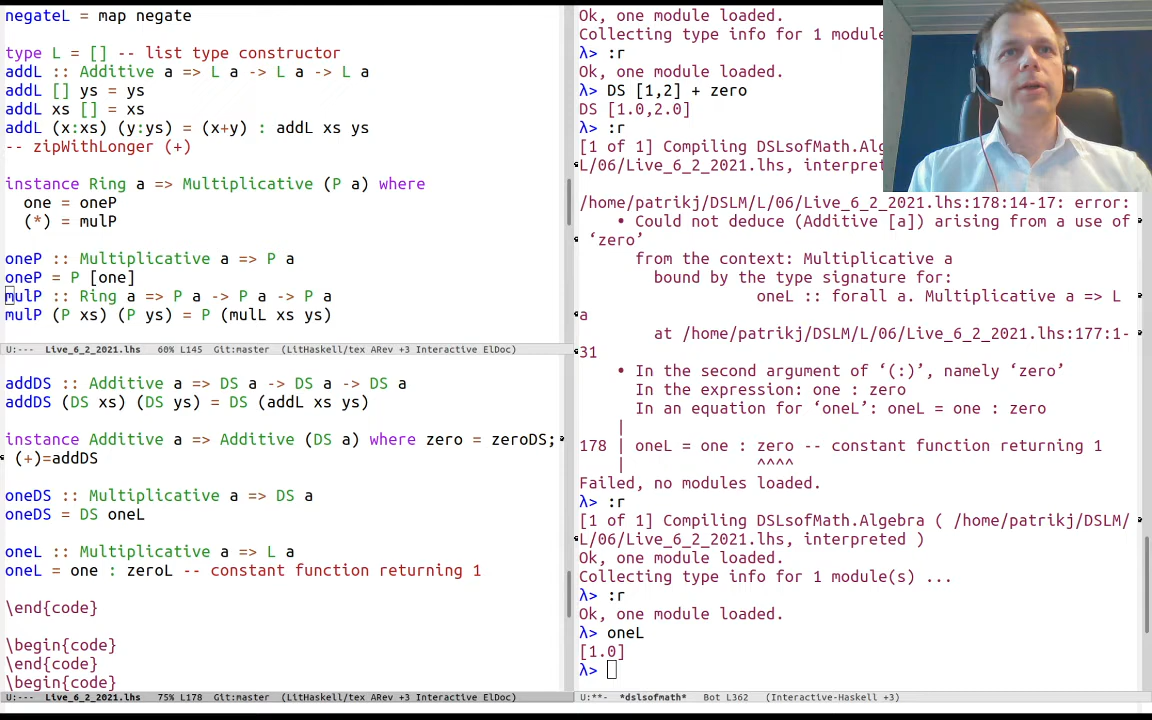 negateL = map negate

type L = [] -- list type constructor
addL :: Additive a => L a -> L a -> L a
addL [] ys = ys
addL xs [] = xs
addL (x:xs) (y:ys) = (x+y) : addL xs ys
-- zipWithLonger (+)

instance Ring a => Multiplicative (P a) where
  one = oneP
  (*) = mulP

oneP :: Multiplicative a => P a
oneP = P [one]
mulP :: Ring a => P a -> P a -> P a
mulP (P xs) (P ys) = P (mulL xs ys)
U:--- Live_6_2_2021.lhs 60% L145 Git:master (LitHaskell/tex ARev +3 Interactive ElDoc)
addDS :: Additive a => DS a -> DS a -> DS a
addDS (DS xs) (DS ys) = DS (addL xs ys)

instance Additive a => Additive (DS a) where zero = zeroDS;
(+)=addDS

oneDS :: Multiplicative a => DS a
oneDS = DS oneL

oneL :: Multiplicative a => L a
oneL = one : zeroL -- constant function returning 1

\end{code}

\begin{code}
\end{code}
\begin{code}
U:--- Live_6_2_2021.lhs 75% L178 Git:master (LitHaskell/tex ARev +3 Interactive ElDoc)
Ok, one module loaded.
Collecting type info for 1 module
λ> :r
Ok, one module loaded.
λ> DS [1,2] + zero
DS [1.0,2.0]
λ> :r
[1 of 1] Compiling DSLsofMath.Alg
L/06/Live_6_2_2021.lhs, interpret

/home/patrikj/DSLM/L/06/Live_6_2_2021.lhs:178:14-17: error:
    • Could not deduce (Additive [a]) arising from a use of
‘zero’
      from the context: Multiplicative a
        bound by the type signature for:
                   oneL :: forall a. Multiplicative a => L
a
        at /home/patrikj/DSLM/L/06/Live_6_2_2021.lhs:177:1-
31
    • In the second argument of ‘(:)’, namely ‘zero’
      In the expression: one : zero
      In an equation for ‘oneL’: oneL = one : zero
    |
178 | oneL = one : zero -- constant function returning 1
    |              ^^^^
Failed, no modules loaded.
λ> :r
[1 of 1] Compiling DSLsofMath.Algebra ( /home/patrikj/DSLM/
L/06/Live_6_2_2021.lhs, interpreted )
Ok, one module loaded.
Collecting type info for 1 module(s) ...
λ> :r
Ok, one module loaded.
λ> oneL
[1.0]
λ>
U:**- *dslsofmath* Bot L362 (Interactive-Haskell +3)